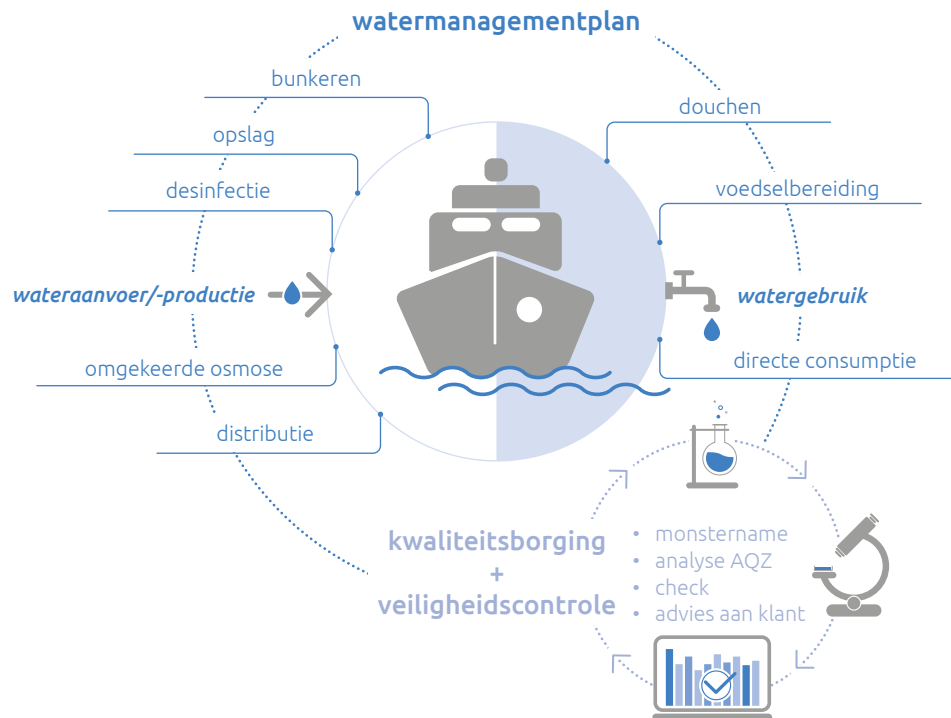 watermanagementplan
bunkeren
opslag
desinfectie
wateraanvoer/-productie
omgekeerde osmose
distributie
douchen
voedselbereiding
watergebruik
directe consumptie
kwaliteitsborging
+
veiligheidscontrole
• monstername
• analyse AQZ
• check
• advies aan klant